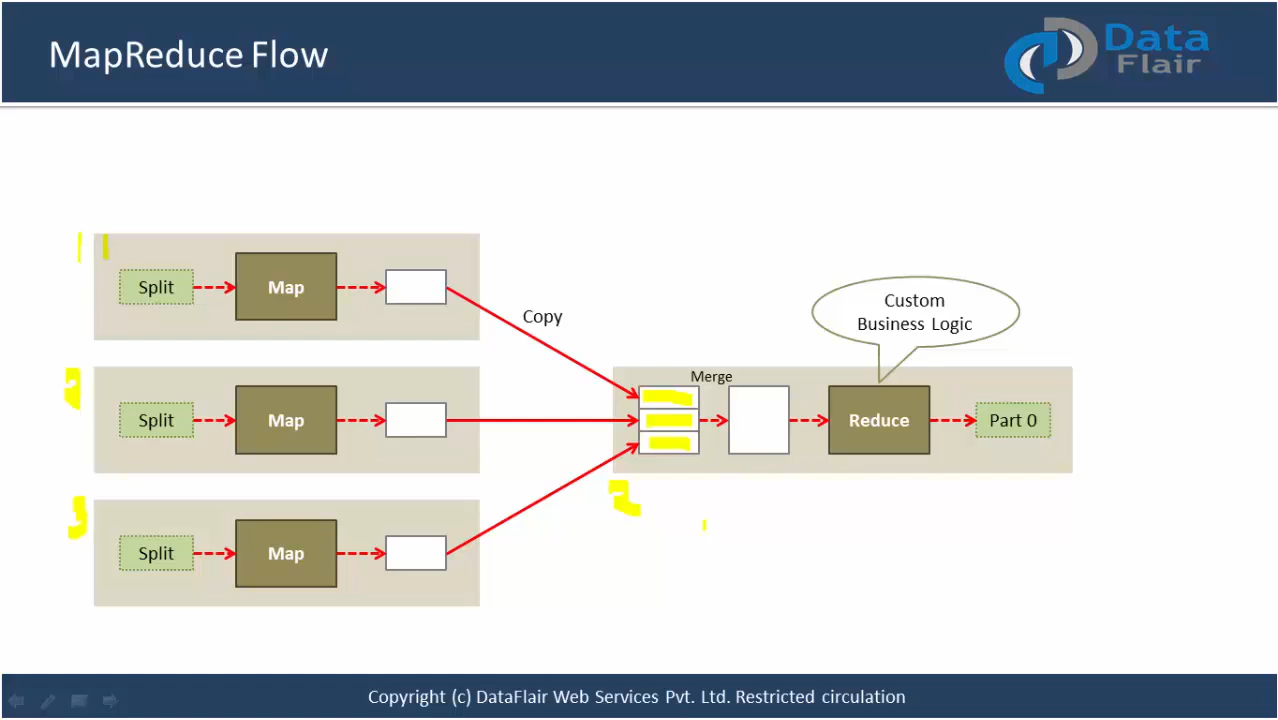 MapReduce Flow
Data
Flair
Split
Map
Copy
Split
Map
Split
Map
Merge
Custom
Business Logic
Reduce
Part 0
Copyright (c) DataFlair Web Services Pvt. Ltd. Restricted circulation